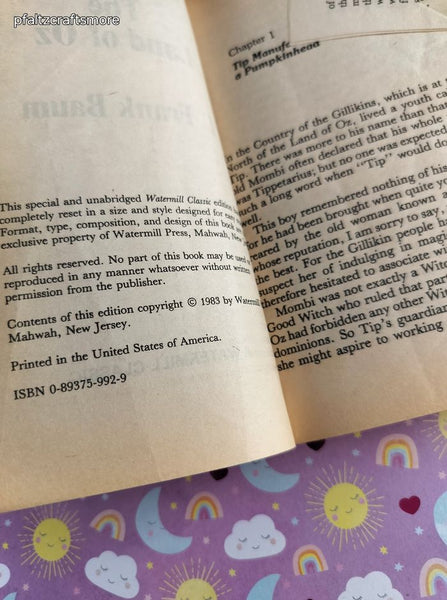 pfaltzcraftsmore
The
Land of Oz
Frank Baum
This special and unabridged Watermill Classic edition
completely reset in a size and style designed for easy
Format, type, composition, and design of this book
exclusive property of Watermill Press, Mahwah, New
All rights reserved. No part of this book may be used
reproduced in any manner whatsoever without written
permission from the publisher.
Contents of this edition copyright © 1983 by Watermill
Mahwah, New Jersey.
Printed in the United States of America.
ISBN 0-89375-992-9
Chapter 1
Tip Manufa
a Pumpkinhead
In the Country of the Gillikins, which is at
North of the Land of Oz, lived a youth ca
Tip. There was more to his name than tha
old Mombi often declared that his whole
was Tippetarius; but no one was expected
such a long word when "Tip" would do
well.
This boy remembered nothing of his
for he had been brought when quite y
reared by the old woman known a
whose reputation, I am sorry to say
the best. For the Gillikin people h
suspect her of indulging in mag
therefore hesitated to associate wi
Mombi was not exactly a Wit
Good Witch who ruled that par
Oz had forbidden any other Wit
dominions. So Tip's guardia
she might aspire to working